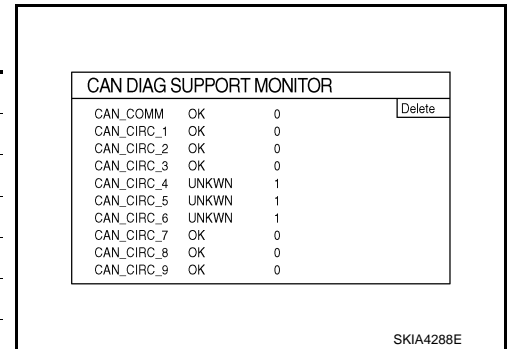 CAN DIAG SUPPORT MONITOR
Delete
CAN_COMM OK 0
CAN_CIRC_1 OK 0
CAN_CIRC_2 OK 0
CAN_CIRC_3 OK 0
CAN_CIRC_4 UNKWN 1
CAN_CIRC_5 UNKWN 1
CAN_CIRC_6 UNKWN 1
CAN_CIRC_7 OK 0
CAN_CIRC_8 OK 0
CAN_CIRC_9 OK 0
SKIA4288E